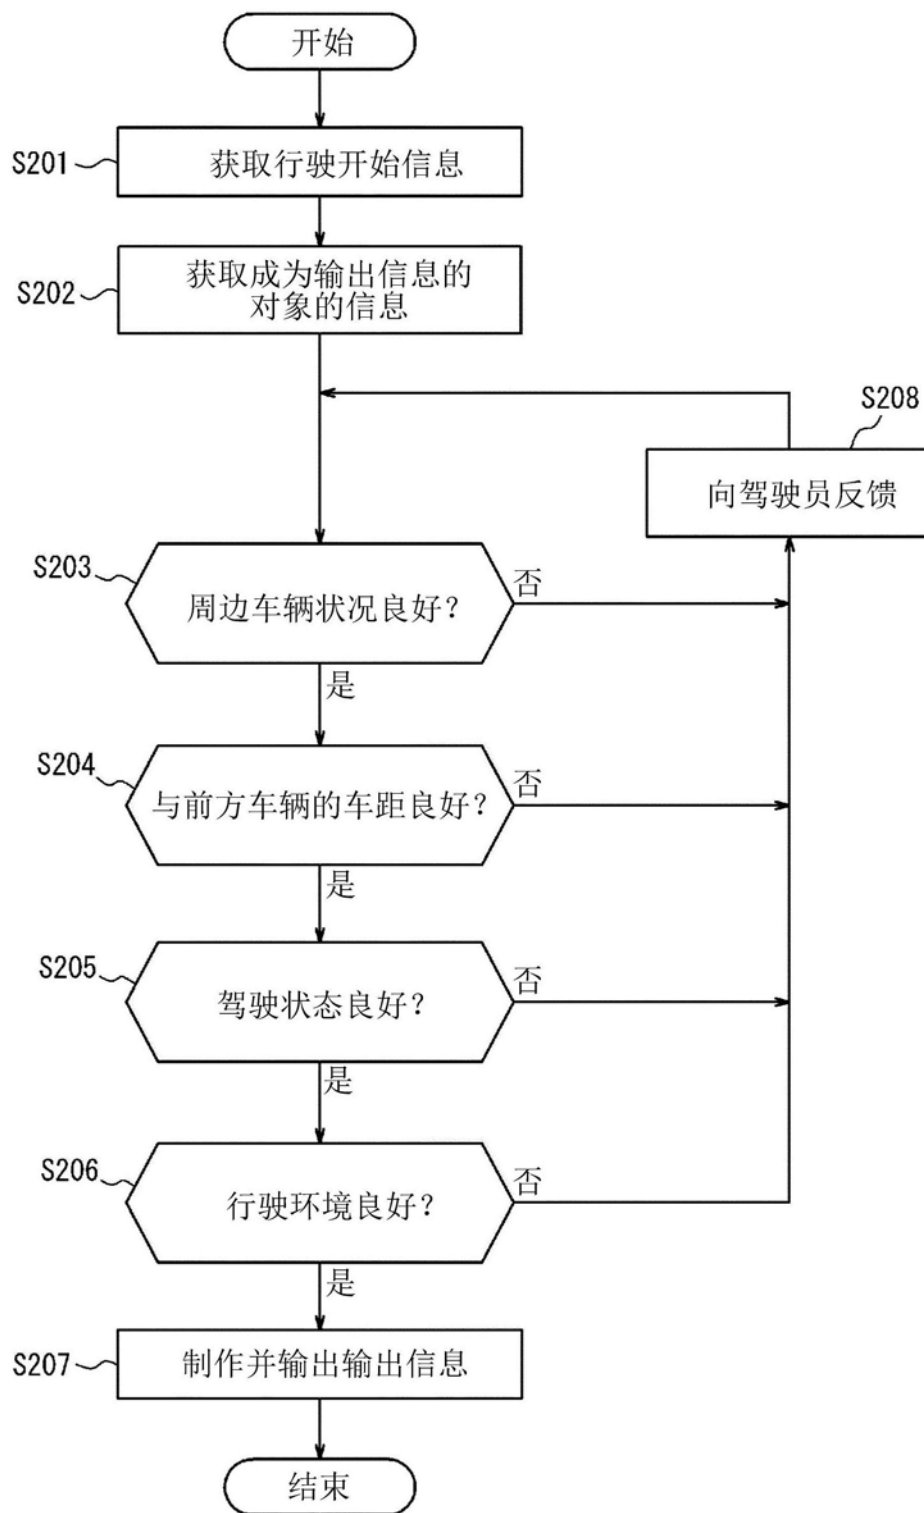 开始
S201
获取行驶开始信息
S202
获取成为输出信息的
对象的信息
S208
向驾驶员反馈
S203
周边车辆状况良好？
否
是
S204
与前方车辆的车距良好？
否
是
S205
驾驶状态良好？
否
是
S206
行驶环境良好？
否
是
S207
制作并输出输出信息
结束